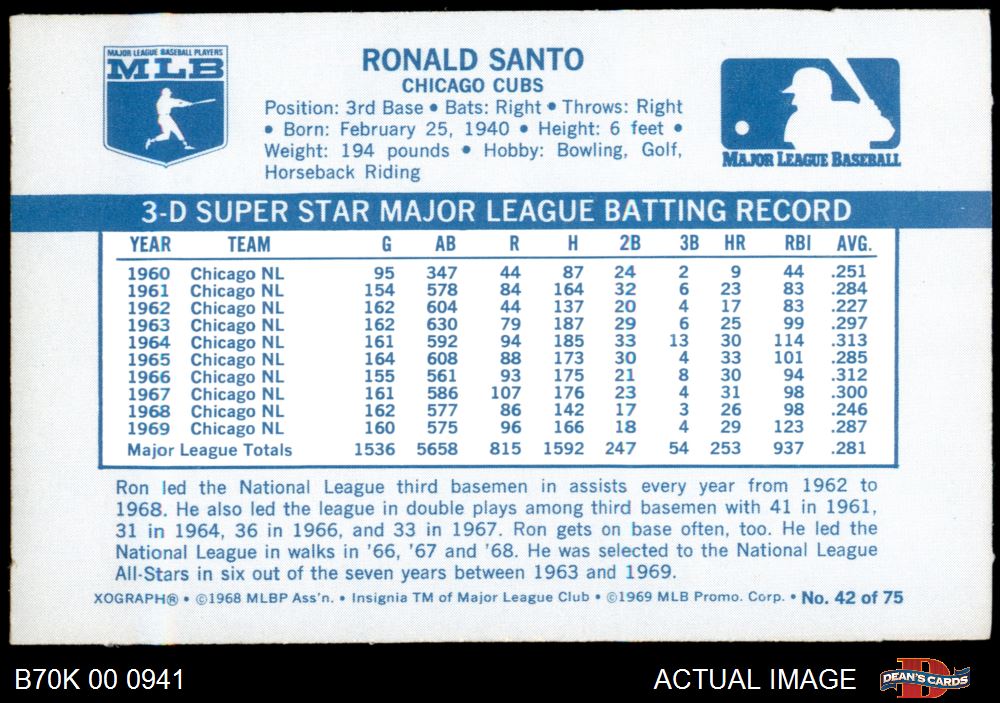 MAJOR LEAGUE BASEBALL PLAYERS
MLB
RONALD SANTO
CHICAGO CUBS
Position: 3rd Base • Bats: Right • Throws: Right
• Born: February 25, 1940 • Height: 6 feet •
Weight: 194 pounds • Hobby: Bowling, Golf,
Horseback Riding
MAJOR LEAGUE BASEBALL
3-D SUPER STAR MAJOR LEAGUE BATTING RECORD
YEAR TEAM G AB R H 2B 3B HR RBI AVG.
1960 Chicago NL 95 347 44 87 24 2 9 44 .251
1961 Chicago NL 154 578 84 164 32 6 23 83 .284
1962 Chicago NL 162 604 44 137 20 4 17 83 .227
1963 Chicago NL 162 630 79 187 29 6 25 99 .297
1964 Chicago NL 161 592 94 185 33 13 30 114 .313
1965 Chicago NL 164 608 88 173 30 4 33 101 .285
1966 Chicago NL 155 561 93 175 21 8 30 94 .312
1967 Chicago NL 161 586 107 176 23 4 31 98 .300
1968 Chicago NL 162 577 86 142 17 3 26 98 .246
1969 Chicago NL 160 575 96 166 18 4 29 123 .287
Major League Totals 1536 5658 815 1592 247 54 253 937 .281
Ron led the National League third basemen in assists every year from 1962 to
1968. He also led the league in double plays among third basemen with 41 in 1961,
31 in 1964, 36 in 1966, and 33 in 1967. Ron gets on base often, too. He led the
National League in walks in '66, '67 and '68. He was selected to the National League
All-Stars in six out of the seven years between 1963 and 1969.
XOGRAPH® • ©1968 MLBP Ass'n. • Insignia TM of Major League Club • ©1969 MLB Promo. Corp. • No. 42 of 75
B70K 00 0941
ACTUAL IMAGE
D
DEAN'S CARDS